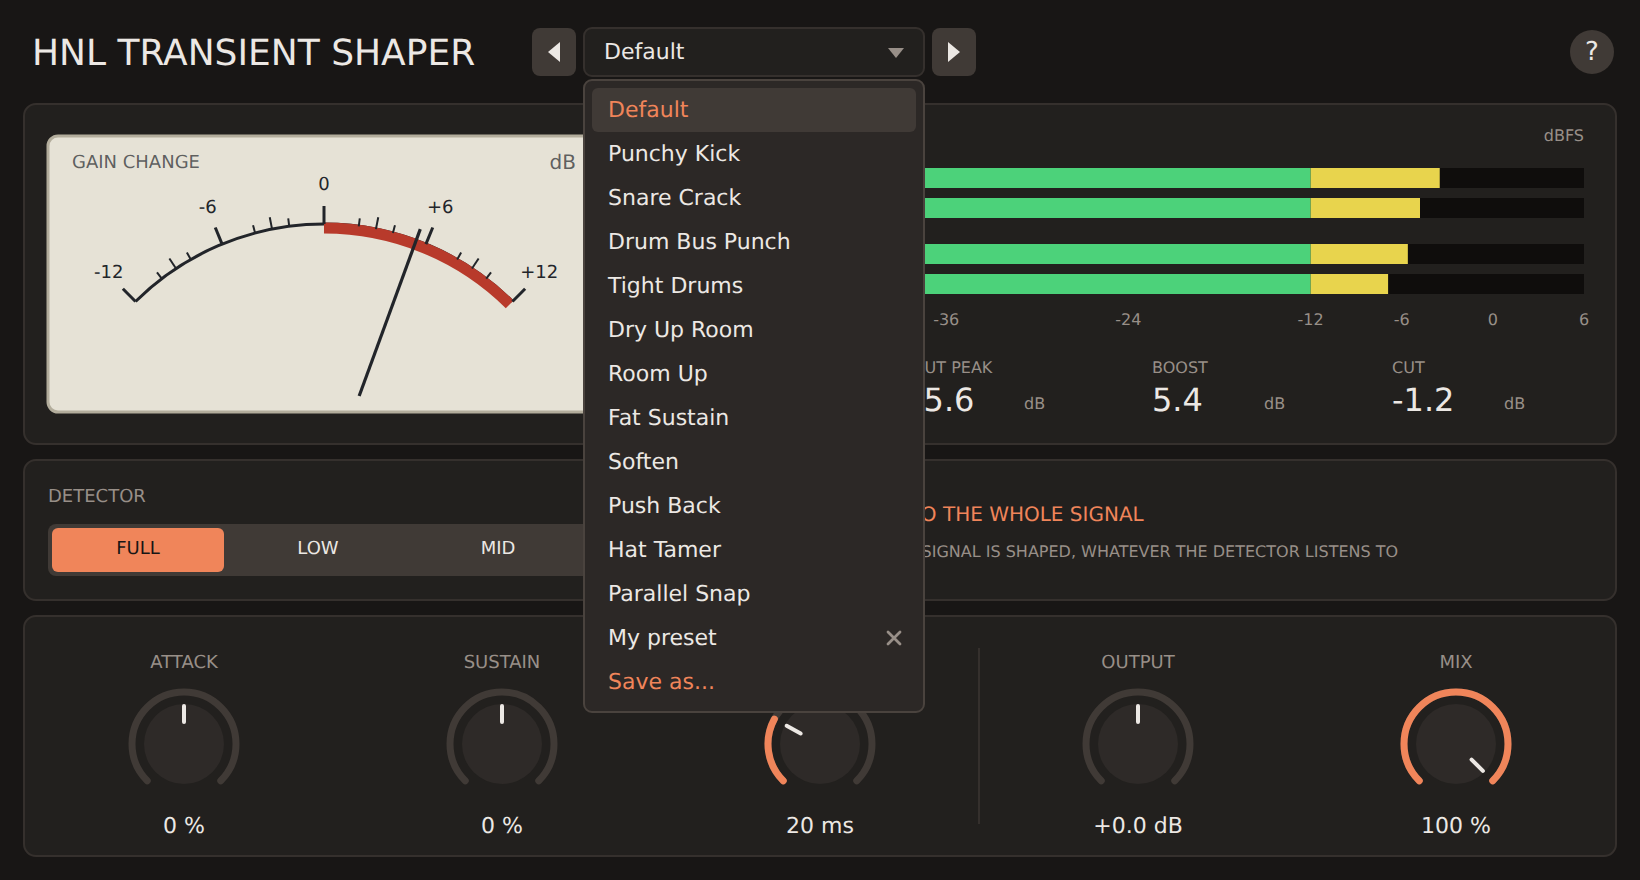 HNL TRANSIENT SHAPER
Default
?
Default
Punchy Kick
Snare Crack
Drum Bus Punch
Tight Drums
Dry Up Room
Room Up
Fat Sustain
Soften
Push Back
Hat Tamer
Parallel Snap
My preset
Save as...
GAIN CHANGE
dB
-12
-6
0
+6
+12
dBFS
-36
-24
-12
-6
0
6
UT PEAK
BOOST
CUT
5.6 dB
5.4 dB
-1.2 dB
DETECTOR
FULL
LOW
MID
O THE WHOLE SIGNAL
SIGNAL IS SHAPED, WHATEVER THE DETECTOR LISTENS TO
ATTACK
SUSTAIN
OUTPUT
MIX
0 %
0 %
20 ms
+0.0 dB
100 %